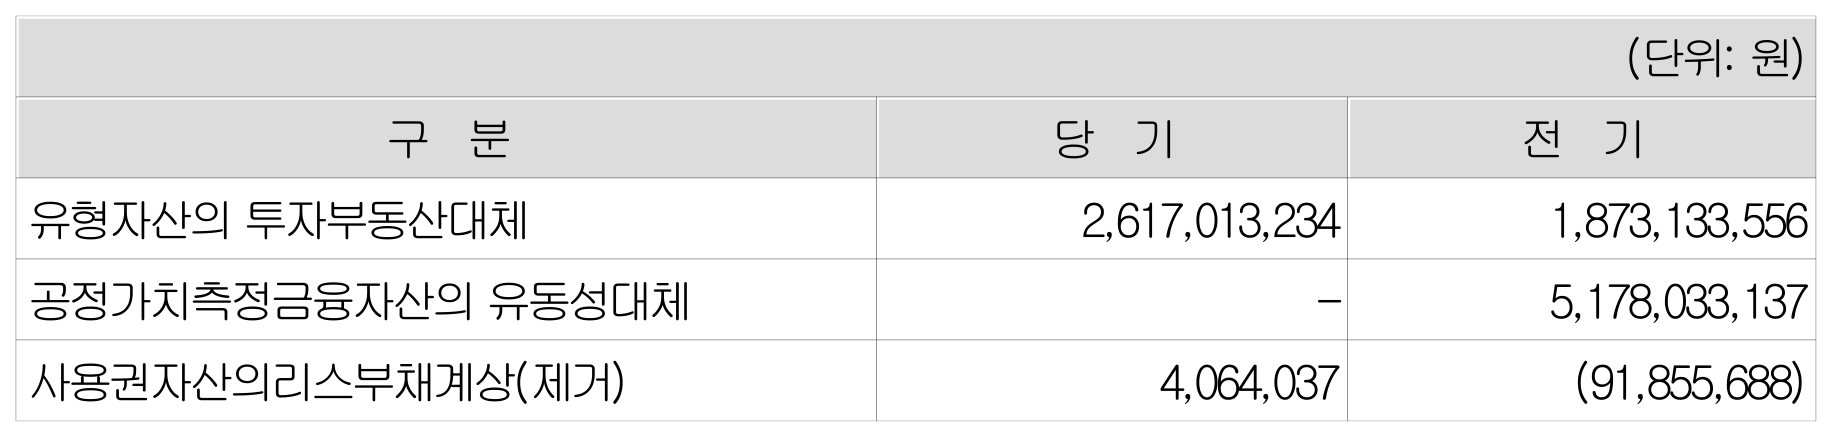 (단위: 원)
구 분 당 기 전 기
유형자산의 투자부동산대체 2,617,013,234 1,873,133,556
공정가치측정금융자산의 유동성대체 - 5,178,033,137
사용권자산의리스부채계상(제거) 4,064,037 (91,855,688)